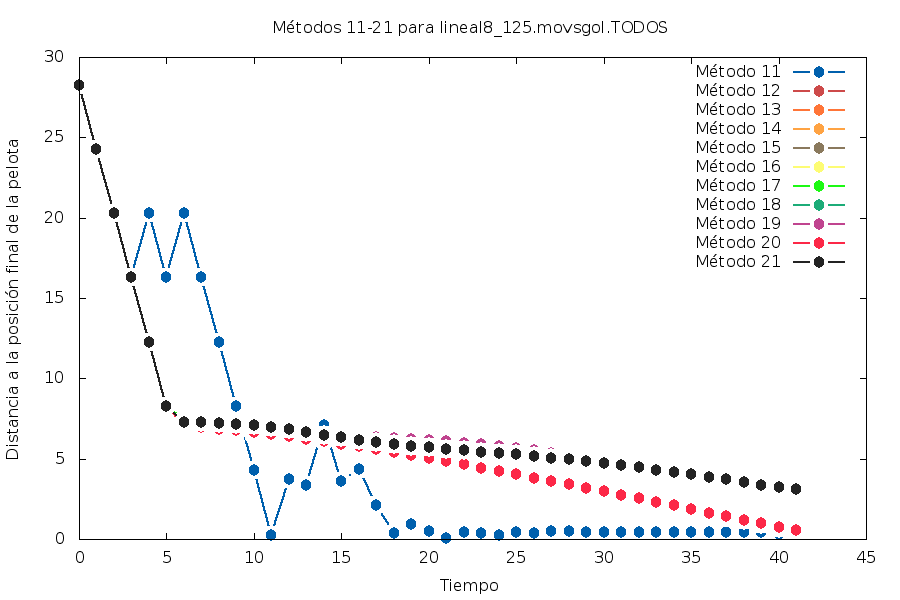 Métodos 11-21 para lineal8_125.movsgol.TODOS
Distancia a la posición final de la pelota
30
25
20
15
10
5
0
Método 11
Método 12
Método 13
Método 14
Método 15
Método 16
Método 17
Método 18
Método 19
Método 20
Método 21
0 5 10 15 20 25 30 35 40 45
Tiempo